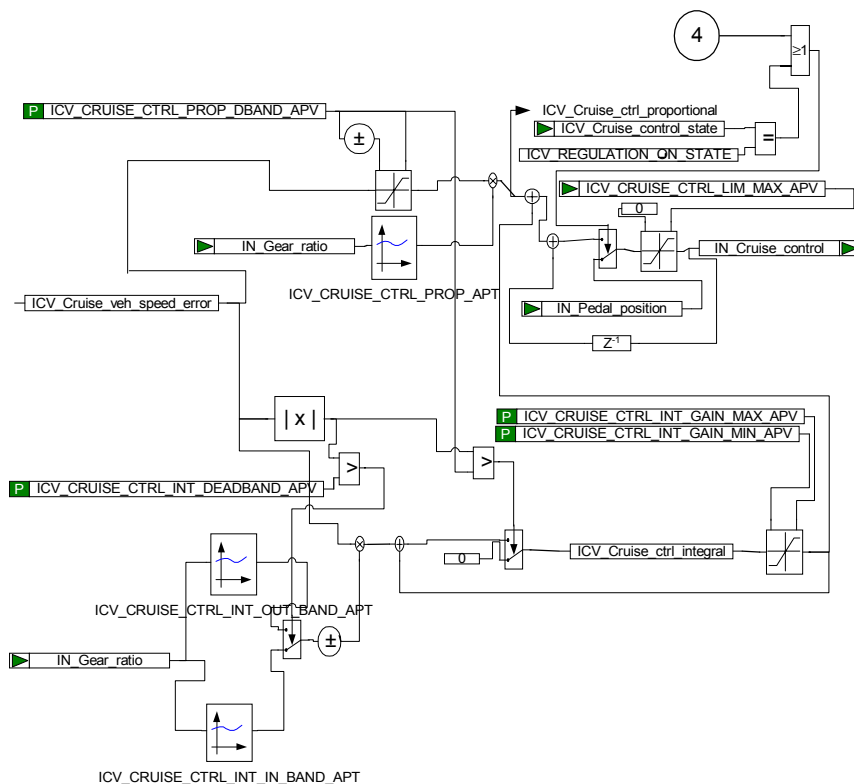 4
≥1
P ICV_CRUISE_CTRL_PROP_DBAND_APV
ICV_Cruise_ctrl_proportional
ICV_Cruise_control_state
=
ICV_REGULATION_ON_STATE
±
ICV_CRUISE_CTRL_LIM_MAX_APV
0
IN_Gear_ratio
IN_Cruise_control
ICV_CRUISE_CTRL_PROP_APT
ICV_Cruise_veh_speed_error
IN_Pedal_position
Z-1
|x|
P ICV_CRUISE_CTRL_INT_GAIN_MAX_APV
P ICV_CRUISE_CTRL_INT_GAIN_MIN_APV
>
>
P ICV_CRUISE_CTRL_INT_DEADBAND_APV
0
ICV_Cruise_ctrl_integral
ICV_CRUISE_CTRL_INT_OUT_BAND_APT
±
IN_Gear_ratio
ICV_CRUISE_CTRL_INT_IN_BAND_APT